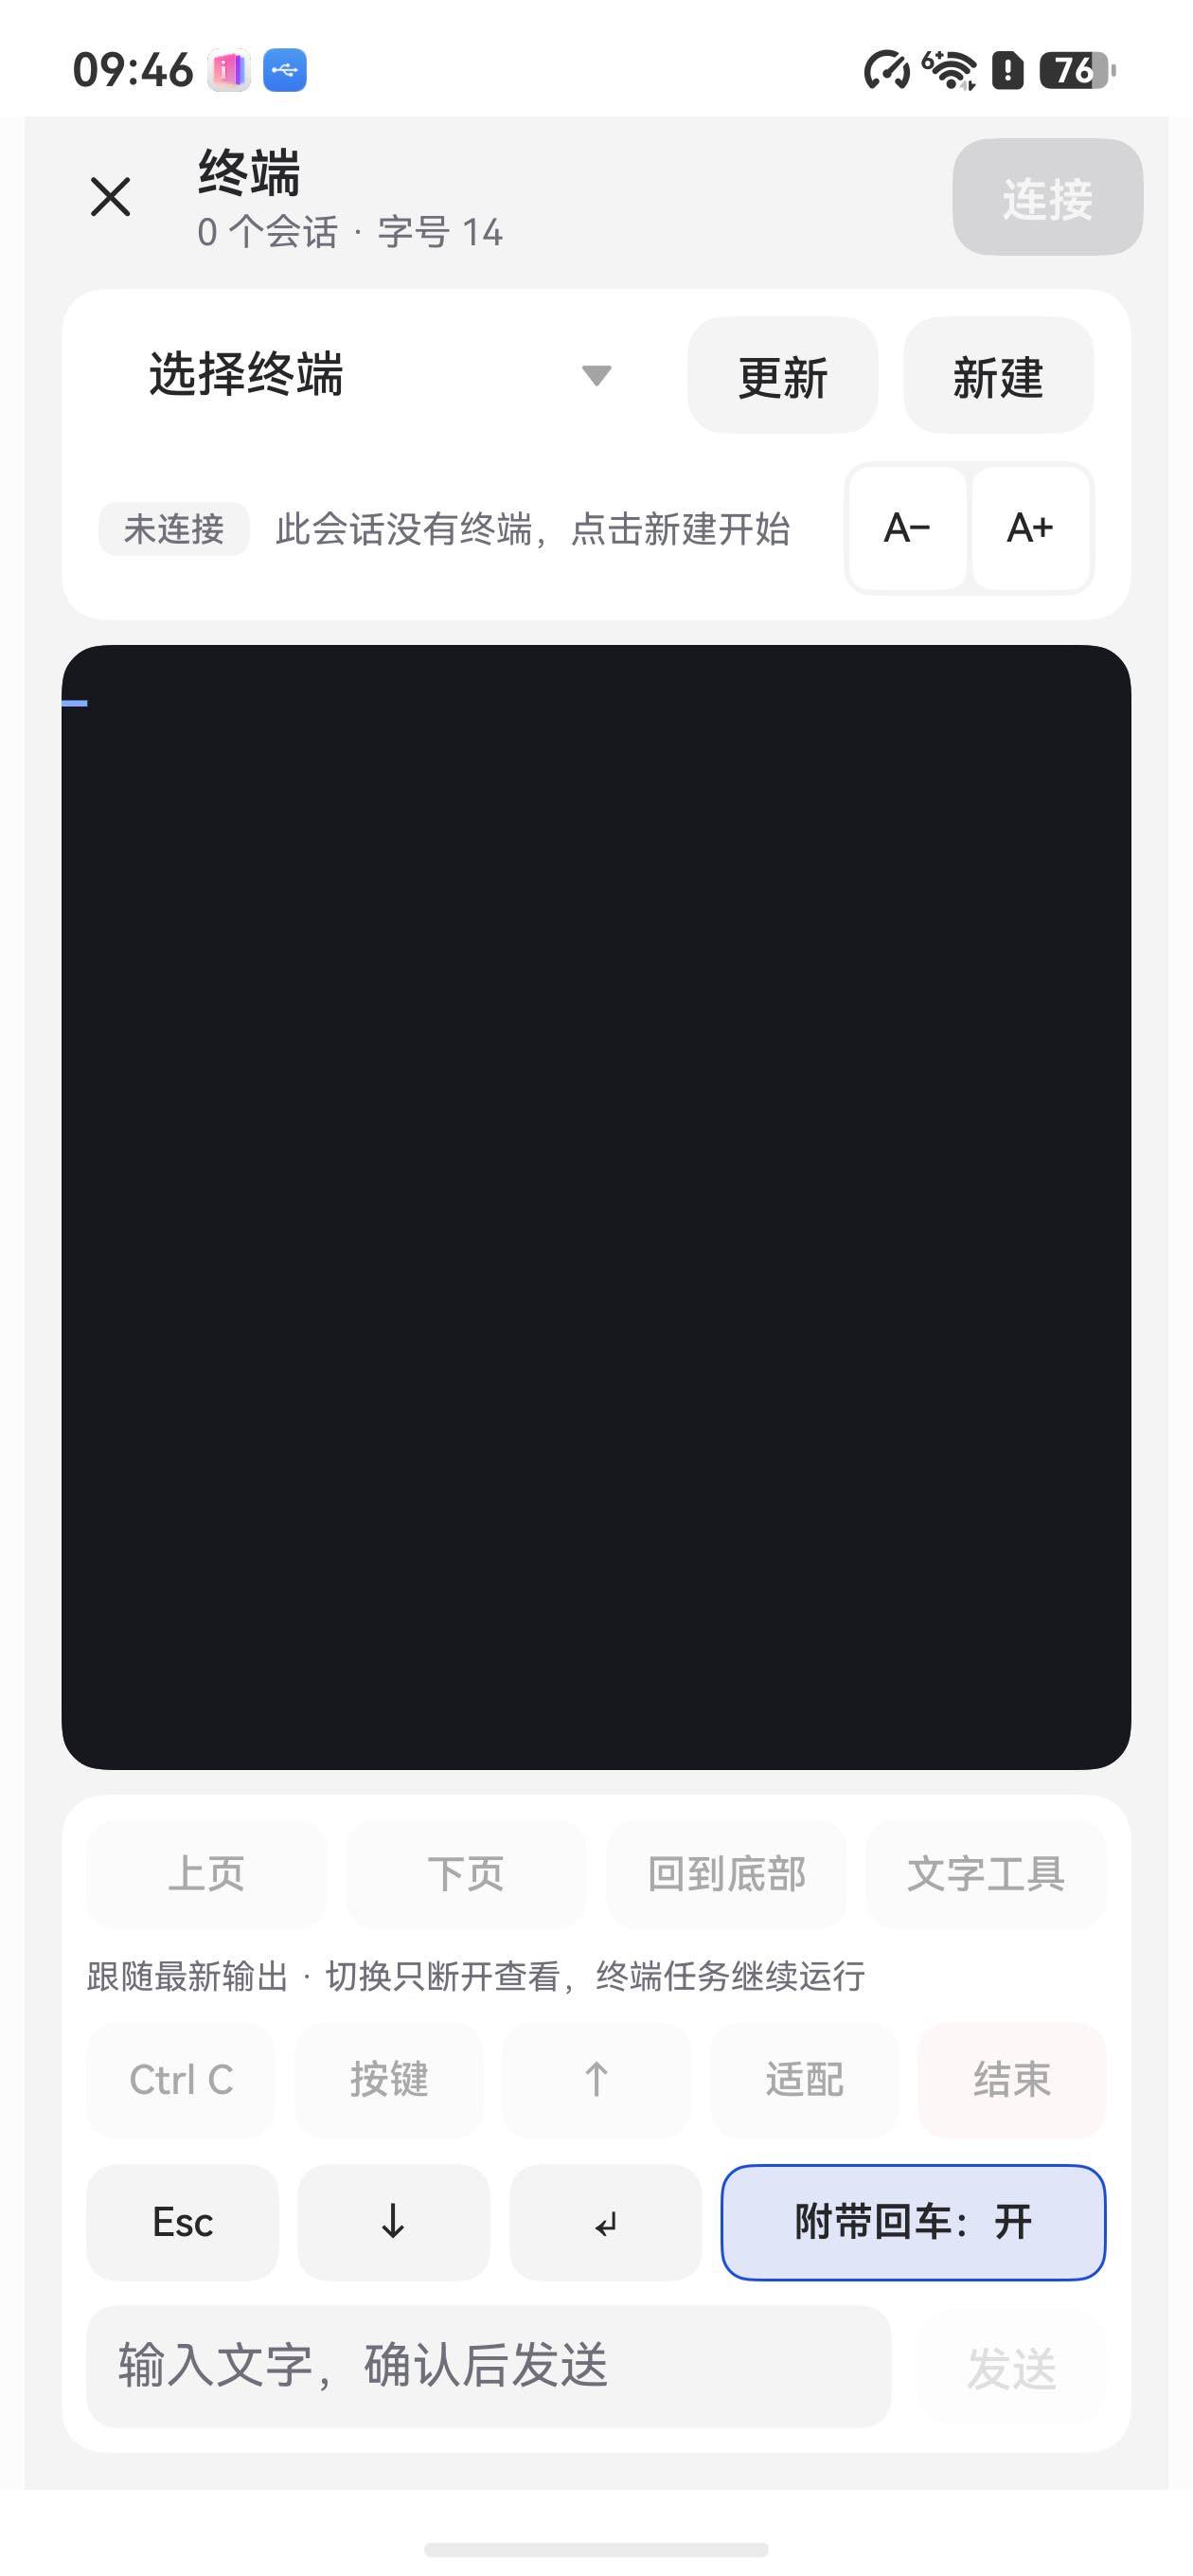 09:46
76
终端
0 个会话 · 字号 14
连接
选择终端
更新
新建
未连接
此会话没有终端，点击新建开始
A−
A+
上页
下页
回到底部
文字工具
跟随最新输出 · 切换只断开查看，终端任务继续运行
Ctrl C
按键
↑
适配
结束
Esc
↓
↲
附带回车：开
输入文字，确认后发送
发送